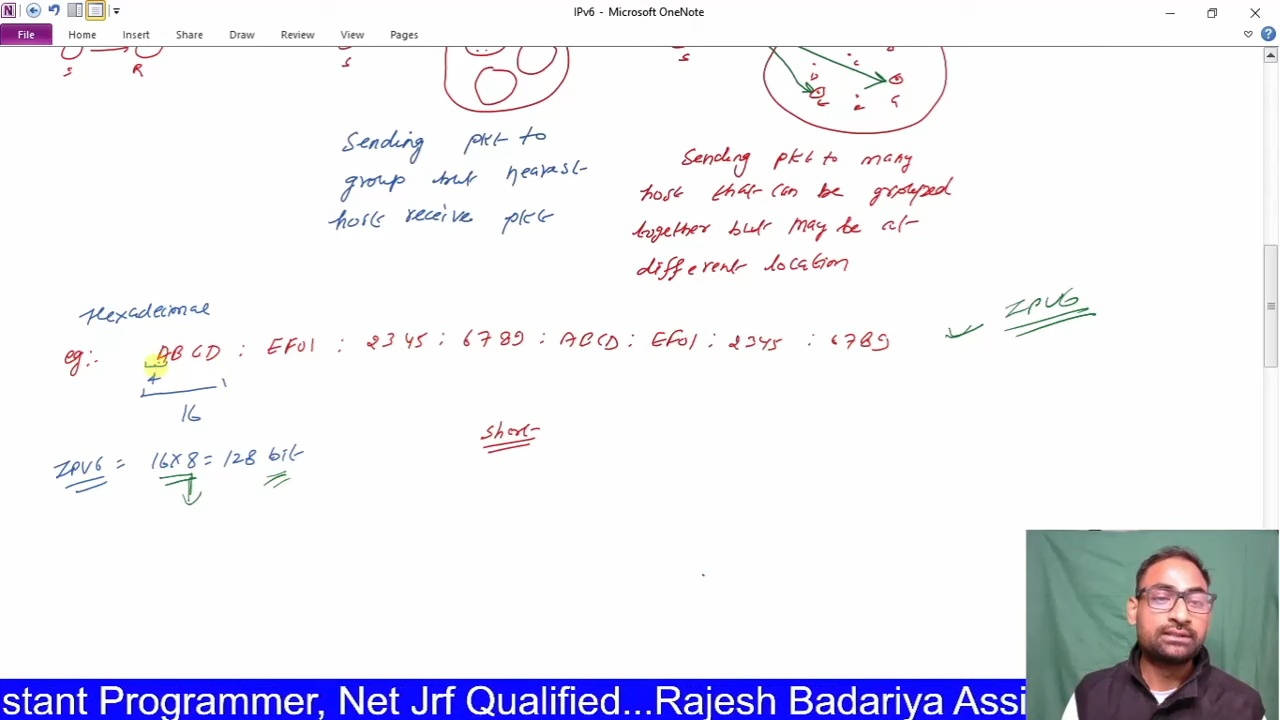 IPv6 - Microsoft OneNote
File Home Insert Share Draw Review View Pages
S R S S
Sending pkt to
group but nearest
host receive pkt
Sending pkt to many
host that can be grouped
together but may be at
different location
Hexadecimal
IPV6
eg:- ABCD : EF01 : 2345 : 6789 : ABCD : EF01 : 2345 : 6789
4
16
Short
IPV6 = 16x8 = 128 bit
stant Programmer, Net Jrf Qualified...Rajesh Badariya Assi